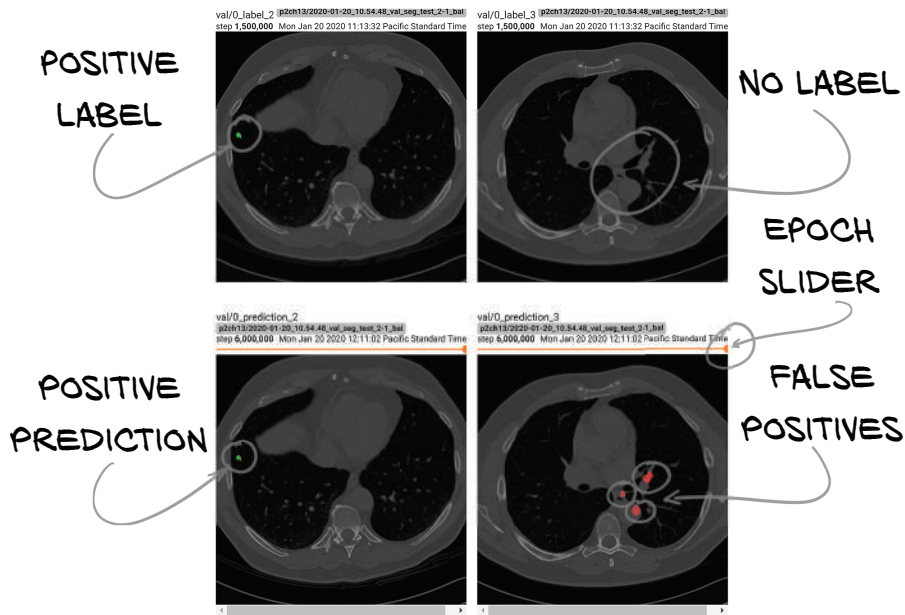 val/0_label_2 p2ch13/2020-01-20_10.54.48_val_seg_test_2-1_bal
step 1,500,000 Mon Jan 20 2020 11:13:32 Pacific Standard Time
val/0_label_3 p2ch13/2020-01-20_10.54.48_val_seg_test_2-1_bal
step 1,500,000 Mon Jan 20 2020 11:13:32 Pacific Standard Time
POSITIVE
LABEL
NO LABEL
EPOCH
SLIDER
val/0_prediction_2
p2ch13/2020-01-20_10.54.48_val_seg_test_2-1_bal
step 6,000,000 Mon Jan 20 2020 12:11:02 Pacific Standard Time
val/0_prediction_3
p2ch13/2020-01-20_10.54.48_val_seg_test_2-1_bal
step 6,000,000 Mon Jan 20 2020 12:11:02 Pacific Standard Time
POSITIVE
PREDICTION
FALSE
POSITIVES